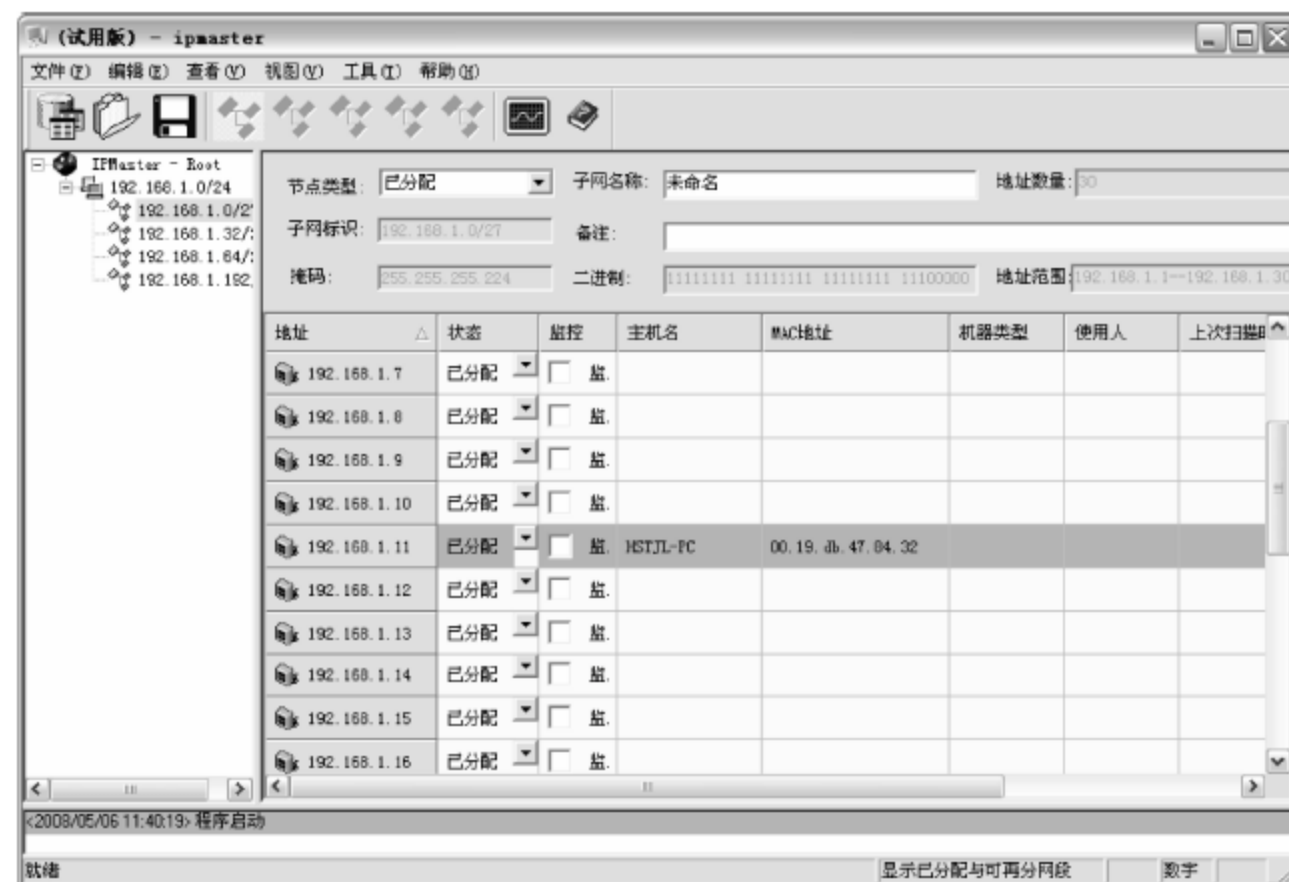 (试用版) - ipmaster
文件(F) 编辑(E) 查看(V) 视图(V) 工具(T) 帮助(H)
IPMaster - Root
192.168.1.0/24
192.168.1.0/2
192.168.1.32/
192.168.1.64/
192.168.1.192
节点类型: 已分配 子网名称: 未命名 地址数量: 30
子网标识: 192.168.1.0/27 备注:
掩码: 255.255.255.224 二进制: 11111111 11111111 11111111 11100000 地址范围: 192.168.1.1--192.168.1.30
地址 状态 监控 主机名 MAC地址 机器类型 使用人 上次扫描
192.168.1.7 已分配 监.
192.168.1.8 已分配 监.
192.168.1.9 已分配 监.
192.168.1.10 已分配 监.
192.168.1.11 已分配 监. HSTJL-PC 00.19.db.47.04.32
192.168.1.12 已分配 监.
192.168.1.13 已分配 监.
192.168.1.14 已分配 监.
192.168.1.15 已分配 监.
192.168.1.16 已分配 监.
<2008/05/06 11:40:19> 程序启动
就绪 显示已分配与可再分网段 数字